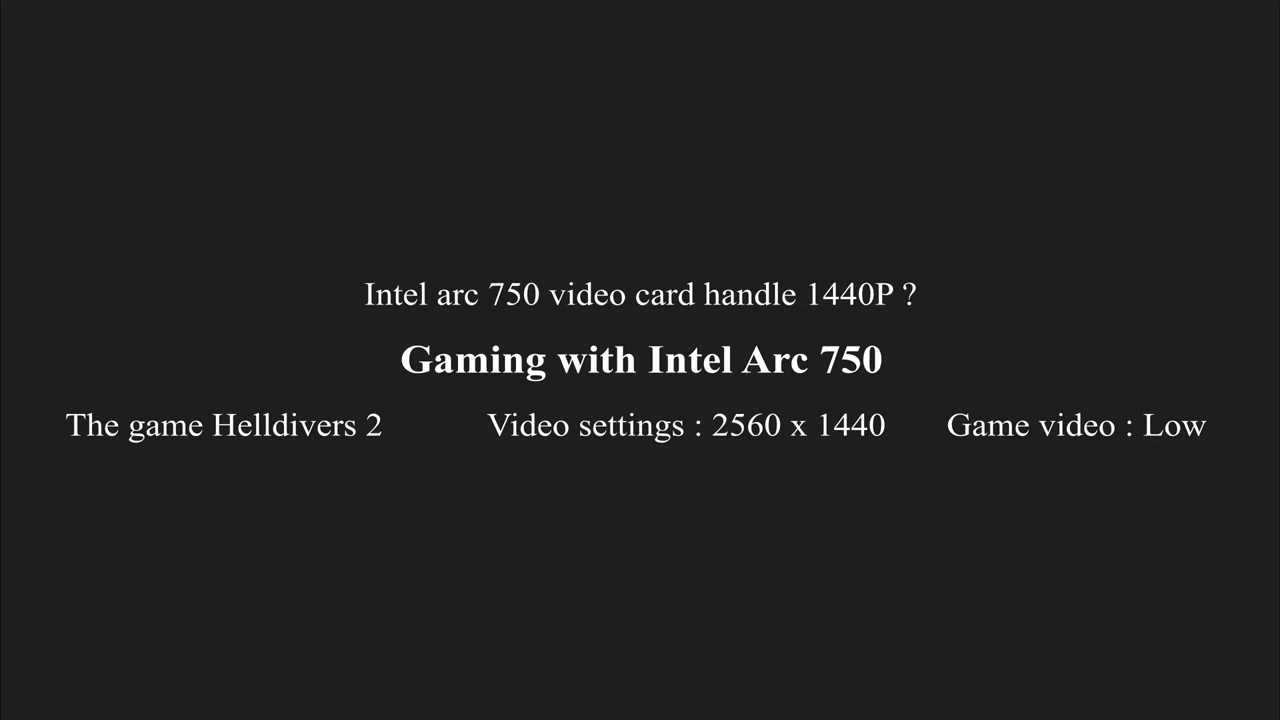 Intel arc 750 video card handle 1440P ?
Gaming with Intel Arc 750
The game Helldivers 2 Video settings : 2560 x 1440 Game video : Low